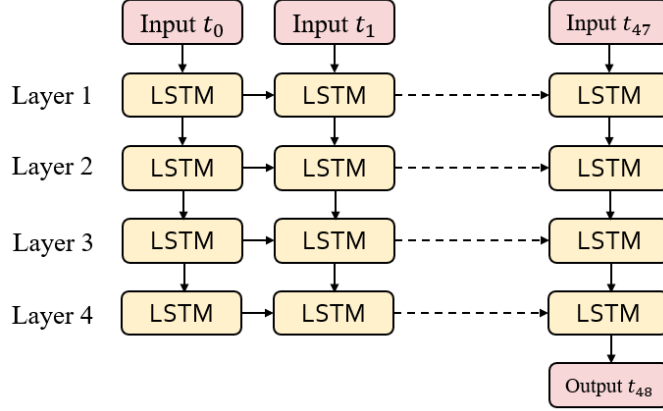 Input t₀ Input t₁ Input t₄₇
Layer 1 LSTM LSTM LSTM
Layer 2 LSTM LSTM LSTM
Layer 3 LSTM LSTM LSTM
Layer 4 LSTM LSTM LSTM
Output t₄₈